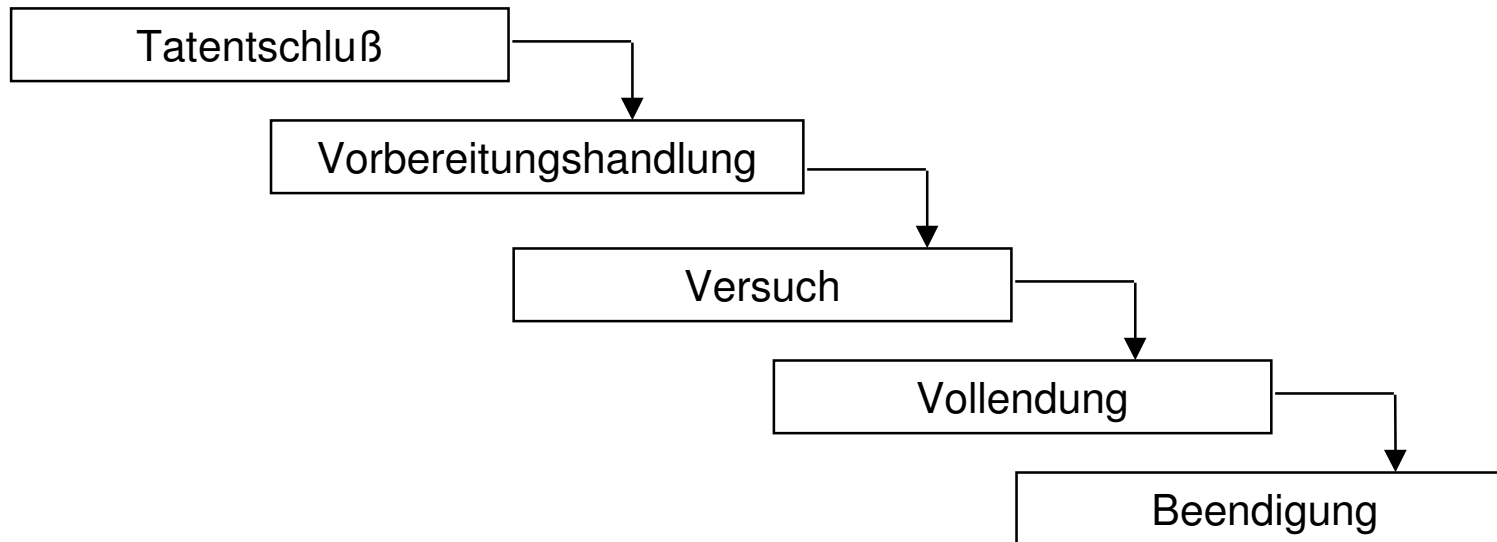 Tatentschluß
Vorbereitungshandlung
Versuch
Vollendung
Beendigung